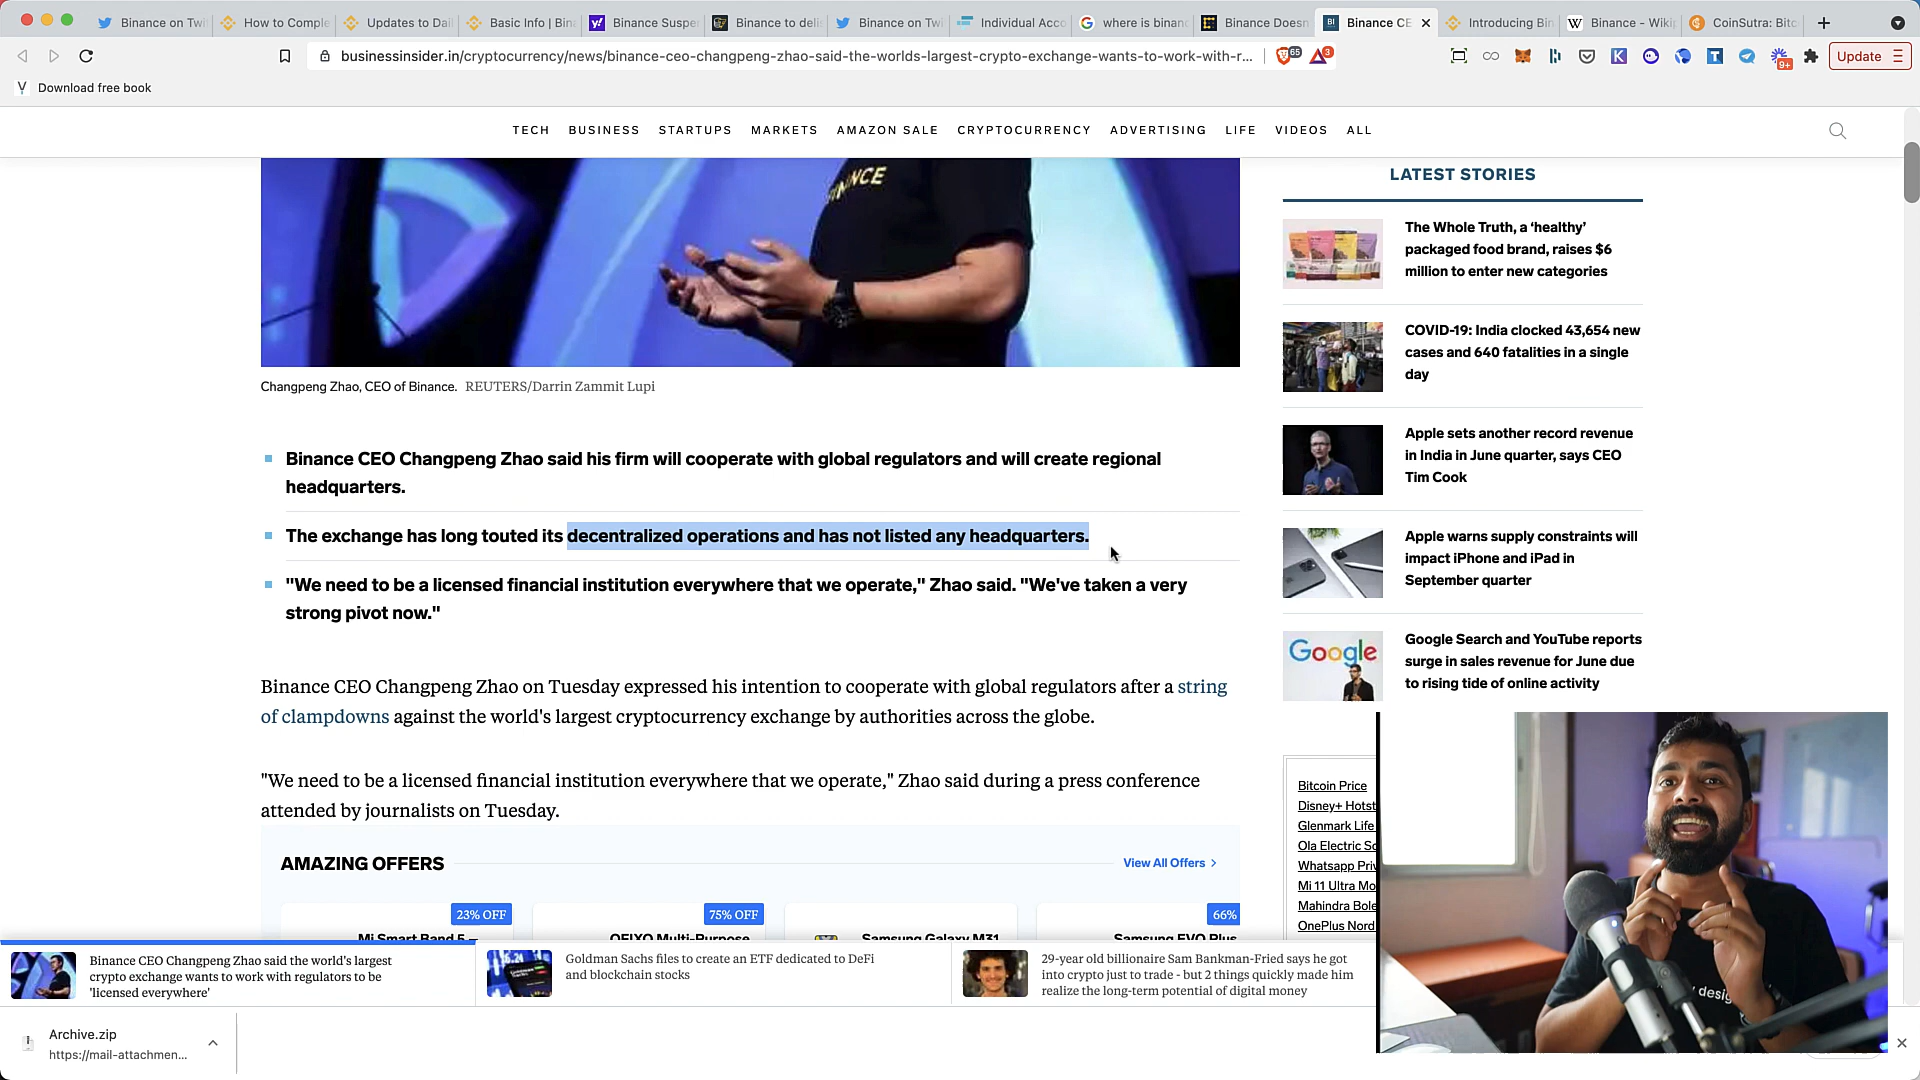 Binance on Twi
How to Comple
Updates to Dai
Basic Info | Bin
Binance Suspe
Binance to deli
Binance on Twi
Individual Acco
where is binanc
Binance Doesn
Binance CE
Introducing Bin
Binance - Wikip
CoinSutra: Bitc
businessinsider.in/cryptocurrency/news/binance-ceo-changpeng-zhao-said-the-worlds-largest-crypto-exchange-wants-to-work-with-r...
65
3
9+
Update
Download free book
TECH BUSINESS STARTUPS MARKETS AMAZON SALE CRYPTOCURRENCY ADVERTISING LIFE VIDEOS ALL
BINANCE
Changpeng Zhao, CEO of Binance. REUTERS/Darrin Zammit Lupi
Binance CEO Changpeng Zhao said his firm will cooperate with global regulators and will create regional
headquarters.
The exchange has long touted its decentralized operations and has not listed any headquarters.
"We need to be a licensed financial institution everywhere that we operate," Zhao said. "We've taken a very
strong pivot now."
Binance CEO Changpeng Zhao on Tuesday expressed his intention to cooperate with global regulators after a string
of clampdowns against the world's largest cryptocurrency exchange by authorities across the globe.
"We need to be a licensed financial institution everywhere that we operate," Zhao said during a press conference
attended by journalists on Tuesday.
AMAZING OFFERS
View All Offers
23% OFF
75% OFF
66%
Mi Smart Band 5 –
Multi-Purpose
Samsung Galaxy M31
Samsung EVO Plus
LATEST STORIES
The Whole Truth, a ‘healthy’
packaged food brand, raises $6
million to enter new categories
COVID-19: India clocked 43,654 new
cases and 640 fatalities in a single
day
Apple sets another record revenue
in India in June quarter, says CEO
Tim Cook
Apple warns supply constraints will
impact iPhone and iPad in
September quarter
Google
Google Search and YouTube reports
surge in sales revenue for June due
to rising tide of online activity
Bitcoin Price
Disney+ Hotst
Glenmark Life
Ola Electric Sc
Whatsapp Priv
Mi 11 Ultra Mo
Mahindra Bole
OnePlus Nord
Binance CEO Changpeng Zhao said the world's largest
crypto exchange wants to work with regulators to be
'licensed everywhere'
Goldman Sachs files to create an ETF dedicated to DeFi
and blockchain stocks
29-year old billionaire Sam Bankman-Fried says he got
into crypto just to trade - but 2 things quickly made him
realize the long-term potential of digital money
Archive.zip
https://mail-attachmen...